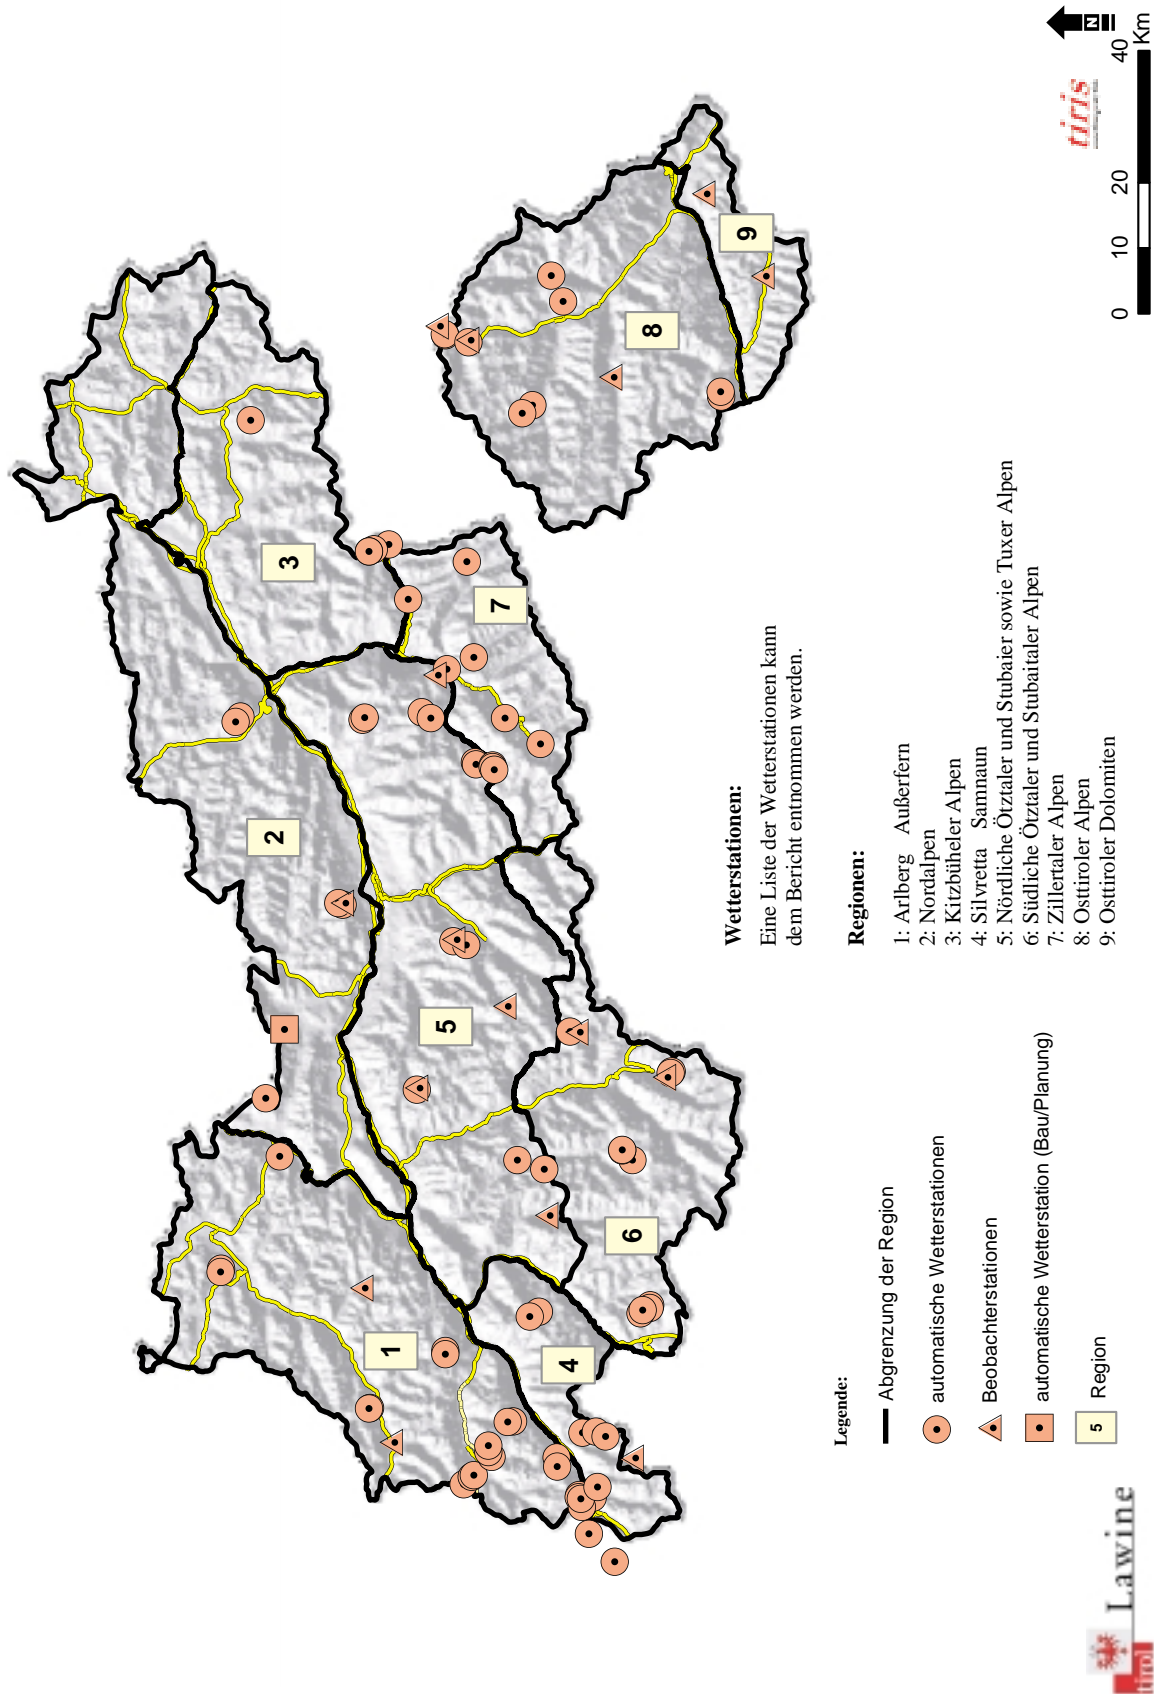 1
2
3
4
5
6
7
8
9
Wetterstationen:
Eine Liste der Wetterstationen kann
dem Bericht entnommen werden.
Legende:
Abgrenzung der Region
automatische Wetterstationen
Beobachterstationen
automatische Wetterstation (Bau/Planung)
5 Region
Regionen:
1: Arlberg Außerfern
2: Nordalpen
3: Kitzbüheler Alpen
4: Silvretta Samnaun
5: Nördliche Ötztaler und Stubaier sowie Tuxer Alpen
6: Südliche Ötztaler und Stubaitaler Alpen
7: Zillertaler Alpen
8: Osttiroler Alpen
9: Osttiroler Dolomiten
tirol
Lawine
tiris
N
0 10 20 40
Km